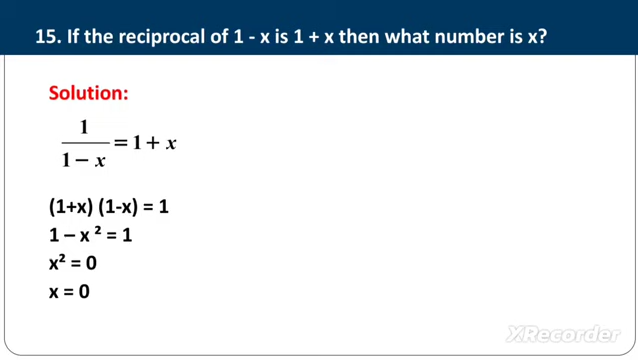 15. If the reciprocal of 1 - x is 1 + x then what number is x?
Solution:
1
——— = 1 + x
1 − x
(1+x) (1-x) = 1
1 – x ² = 1
x² = 0
x = 0
XRecorder